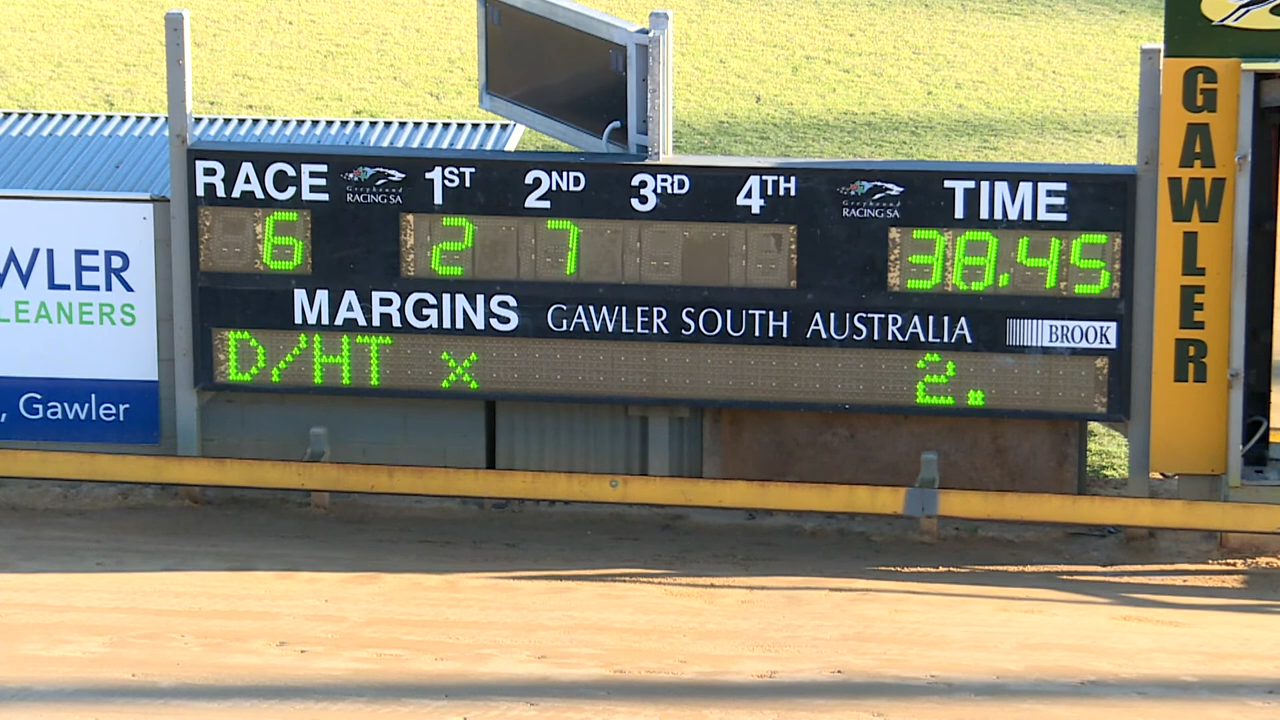 RACE 1ST 2ND 3RD 4TH TIME
Greyhound RACING SA
Greyhound RACING SA
6 2 7 38.45
MARGINS GAWLER SOUTH AUSTRALIA BROOK
D/HT x 2.
WLER
LEANERS
, Gawler
GAWLER